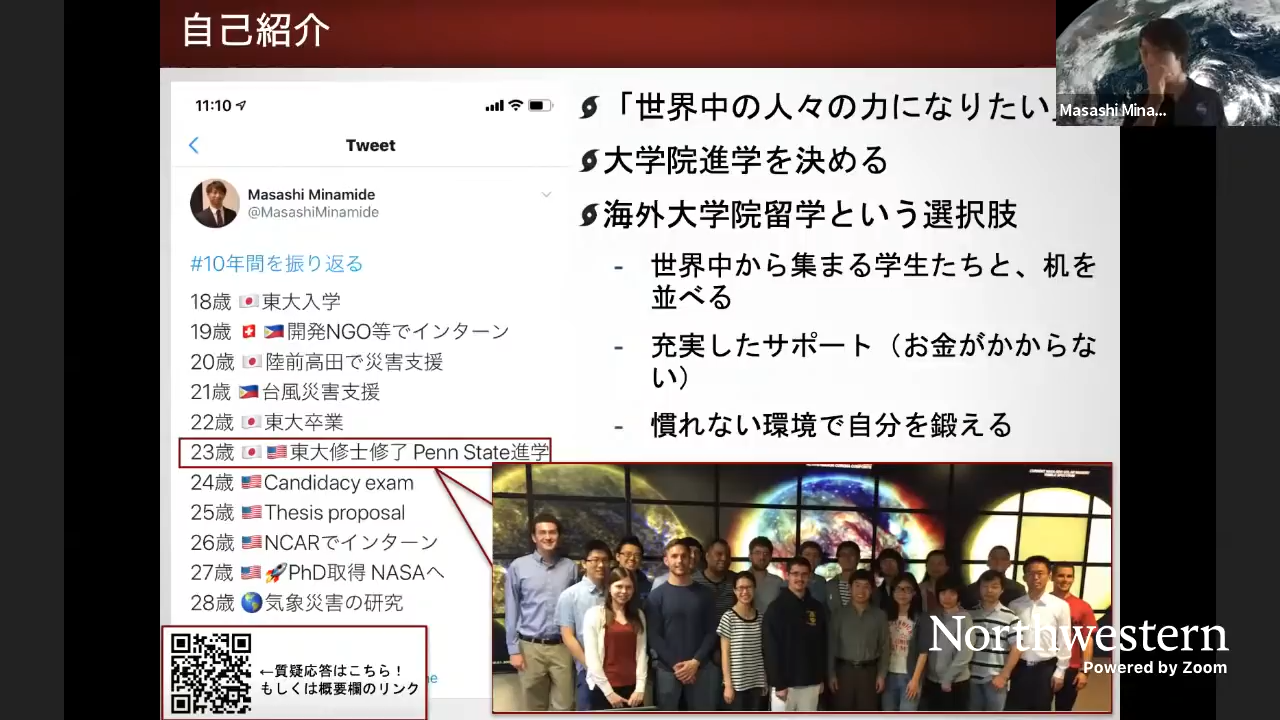 自己紹介
11:10
Tweet
Masashi Minamide
@MasashiMinamide
#10年間を振り返る
18歳 🇯🇵東大入学
19歳 🇨🇭🇵🇭開発NGO等でインターン
20歳 🇯🇵陸前高田で災害支援
21歳 🇵🇭台風災害支援
22歳 🇯🇵東大卒業
23歳 🇯🇵🇺🇸東大修士修了 Penn State進学
24歳 🇺🇸Candidacy exam
25歳 🇺🇸Thesis proposal
26歳 🇺🇸NCARでインターン
27歳 🇺🇸🚀PhD取得 NASAへ
28歳 🌎気象災害の研究
←質疑応答はこちら！
もしくは概要欄のリンク
「世界中の人々の力になりたい」
大学院進学を決める
海外大学院留学という選択肢
- 世界中から集まる学生たちと、机を
並べる
- 充実したサポート（お金がかからな
い）
- 慣れない環境で自分を鍛える
Masashi Mina...
Northwestern
Powered by Zoom